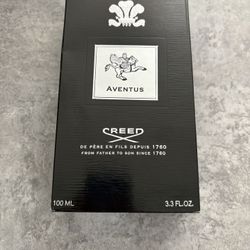 AVENTUS
CREED
DE PÈRE EN FILS DEPUIS 1760
FROM FATHER TO SON SINCE 1760
100 ML 3.3 FL.OZ.